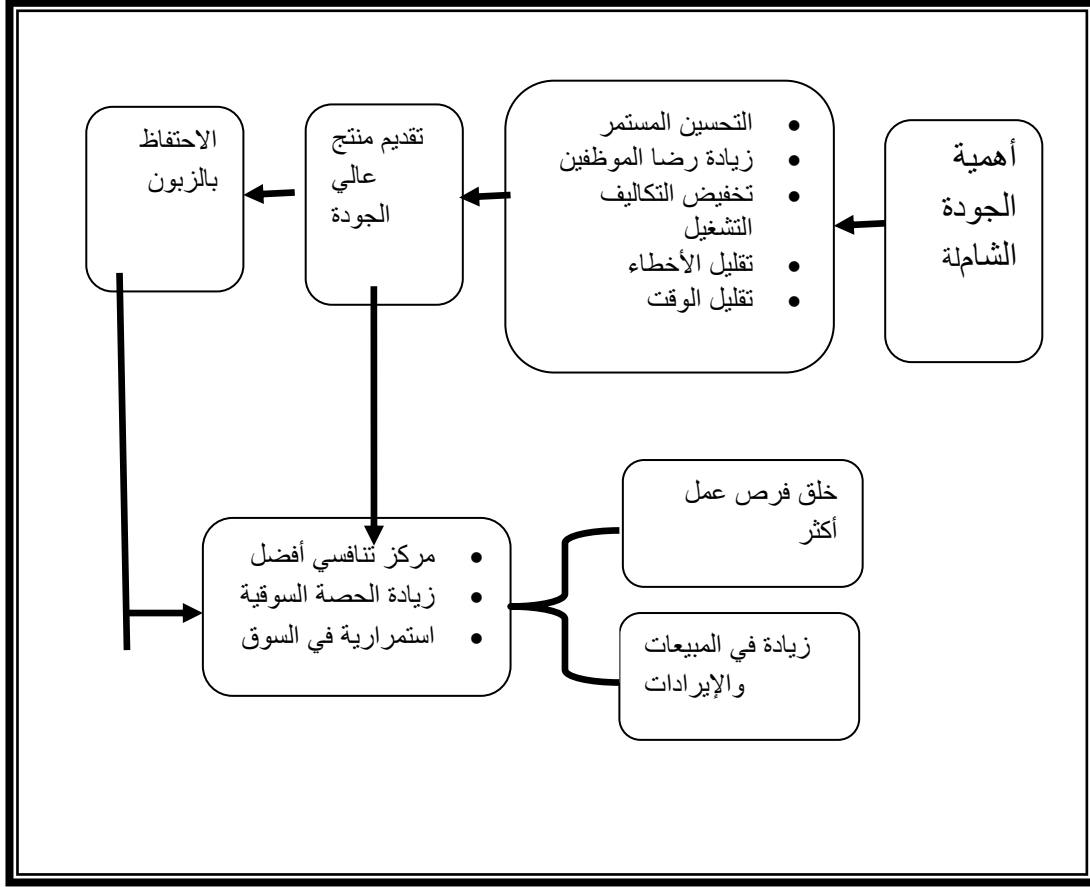 أهمية
الجودة
الشاملة
• التحسين المستمر
• زيادة رضا الموظفين
• تخفيض التكاليف
التشغيل
• تقليل الأخطاء
• تقليل الوقت
تقديم منتج
عالي
الجودة
الاحتفاظ
بالزبون
• مركز تنافسي أفضل
• زيادة الحصة السوقية
• استمرارية في السوق
خلق فرص عمل
أكثر
زيادة في المبيعات
والإيرادات